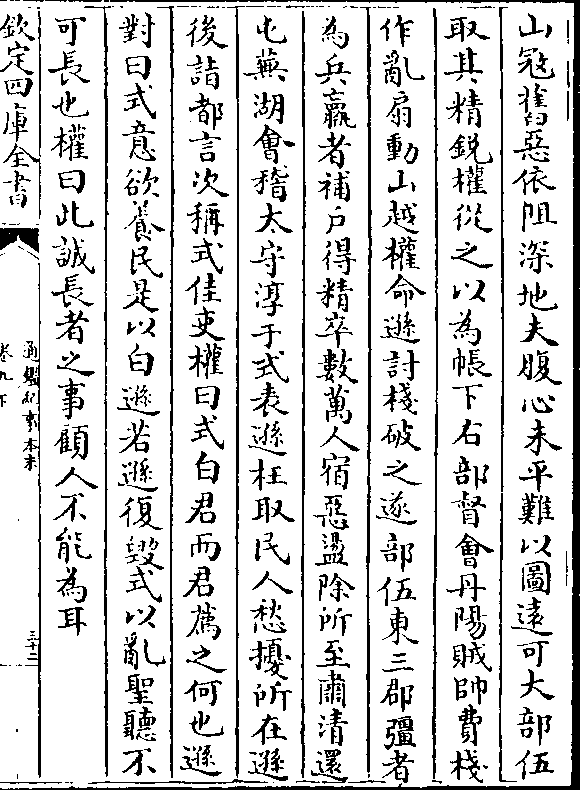 山寇舊惡依阻深地夫腹心未平難以圖遠可大部伍
取其精銳權從之以為帳下右部督會丹陽賊帥費棧
作亂扇動山越權命遜討棧破之遂部伍東三郡彊者
為兵羸者補户得精卒數萬人宿惡盪除所至肅清還
屯蕪湖會稽太守淳于式表遜枉取民人愁擾所在遜
後詣都言次稱式佳吏權曰式白君而君薦之何也遜
對曰式意欲養民是以白遜若遜復毀式以亂聖聽不
可長也權曰此誠長者之事顧人不能為耳
欽定四庫全書
通鑑紀事本末
卷九下
三十二